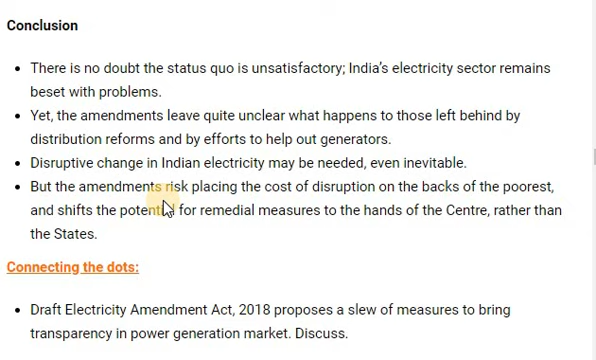 Conclusion
There is no doubt the status quo is unsatisfactory; India's electricity sector remains
beset with problems.
Yet, the amendments leave quite unclear what happens to those left behind by
distribution reforms and by efforts to help out generators.
Disruptive change in Indian electricity may be needed, even inevitable.
But the amendments risk placing the cost of disruption on the backs of the poorest,
and shifts the potential for remedial measures to the hands of the Centre, rather than
the States.
Connecting the dots:
Draft Electricity Amendment Act, 2018 proposes a slew of measures to bring
transparency in power generation market. Discuss.